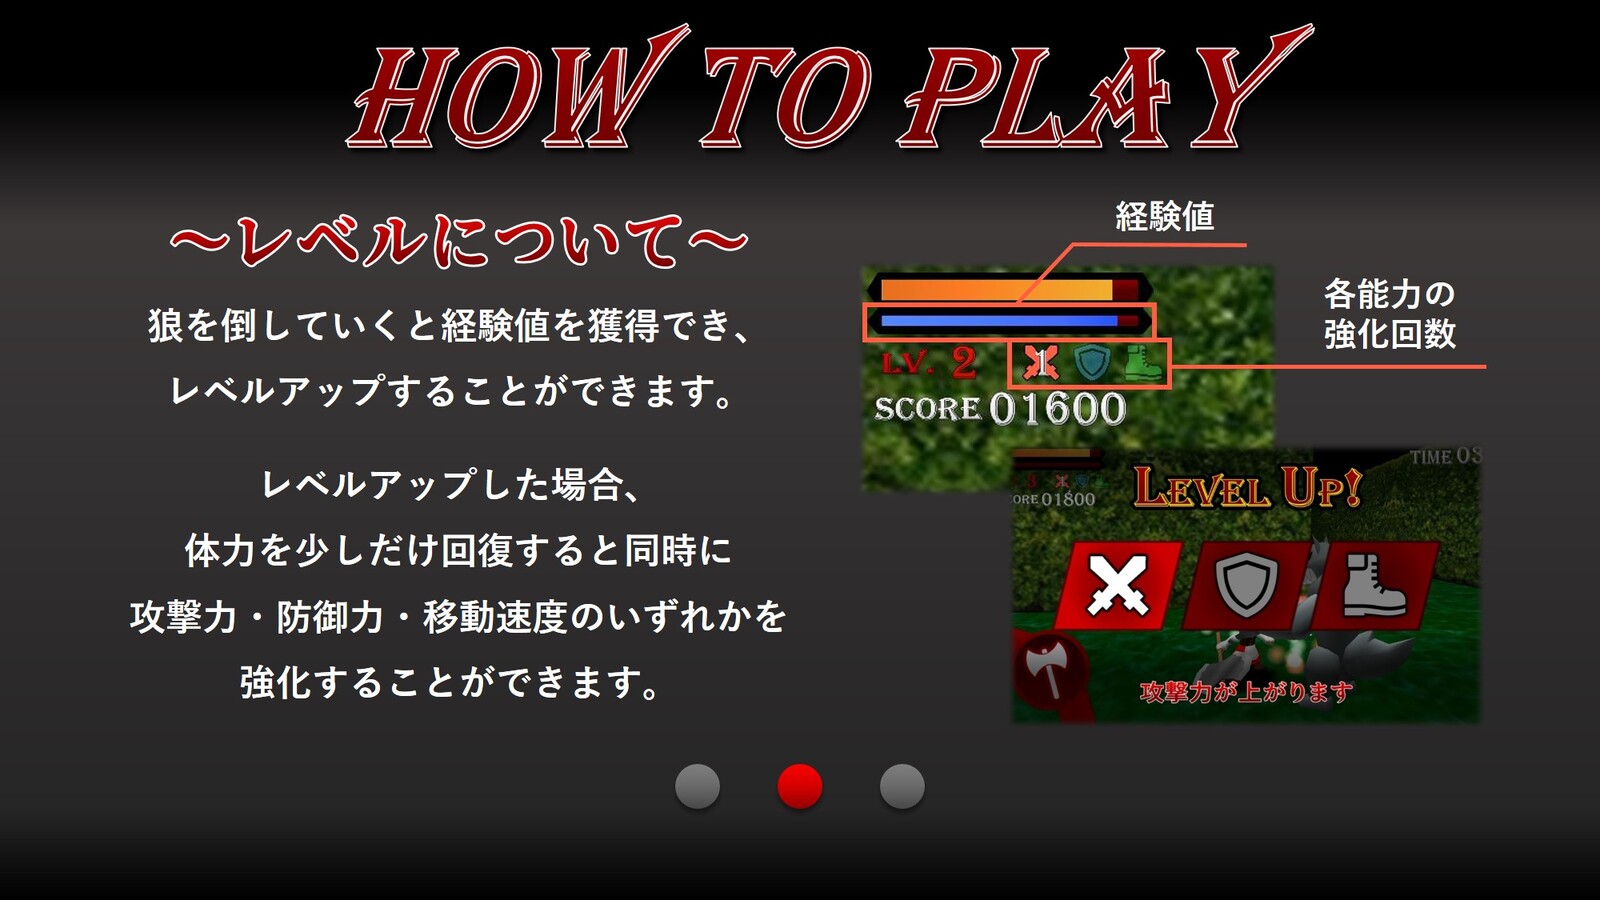 HOW TO PLAY
～レベルについて～
狼を倒していくと経験値を獲得でき、
レベルアップすることができます。
レベルアップした場合、
体力を少しだけ回復すると同時に
攻撃力・防御力・移動速度のいずれかを
強化することができます。
経験値
各能力の
強化回数
LV. 2
1
SCORE 01600
TIME 03
ORE 01800
LEVEL UP!
攻撃力が上がります